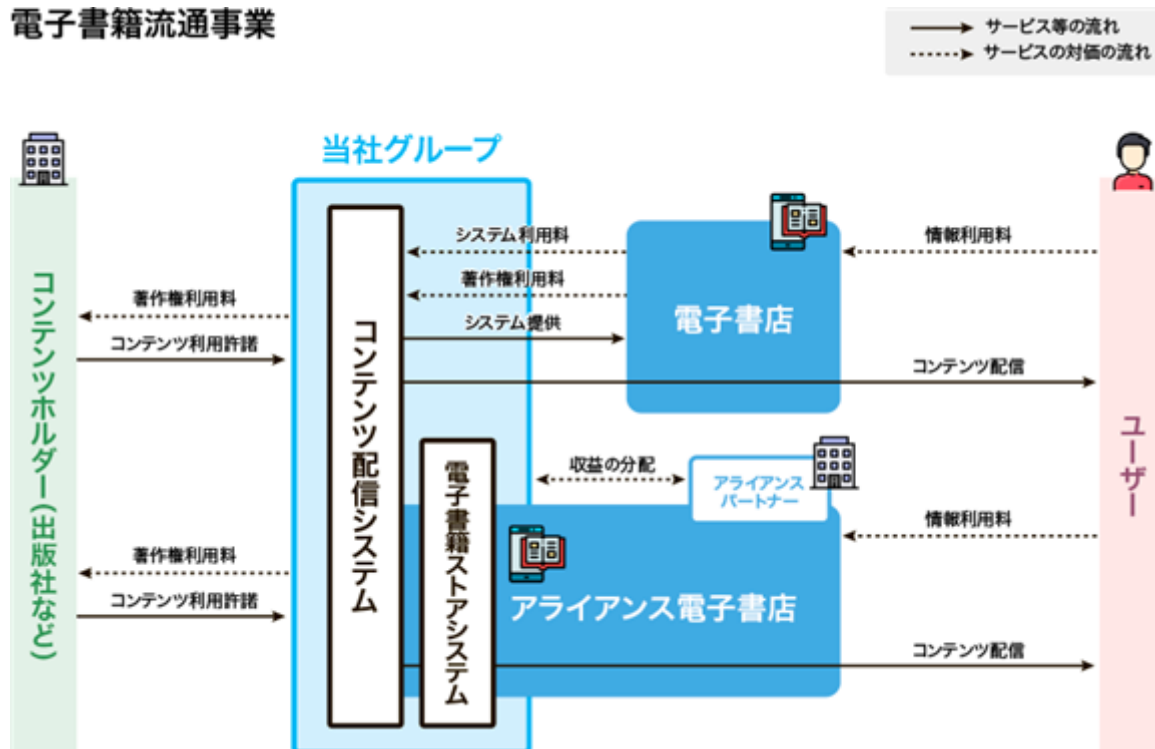 電子書籍流通事業
サービス等の流れ
サービスの対価の流れ
当社グループ
システム利用料
情報利用料
著作権利用料
著作権利用料
システム提供
電子書店
コンテンツ利用許諾
コンテンツ配信
コンテンツホルダー(出版社など)
コンテンツ配信システム
電子書籍ストアシステム
ユーザー
収益の分配
アライアンス
パートナー
情報利用料
著作権利用料
コンテンツ利用許諾
アライアンス電子書店
コンテンツ配信